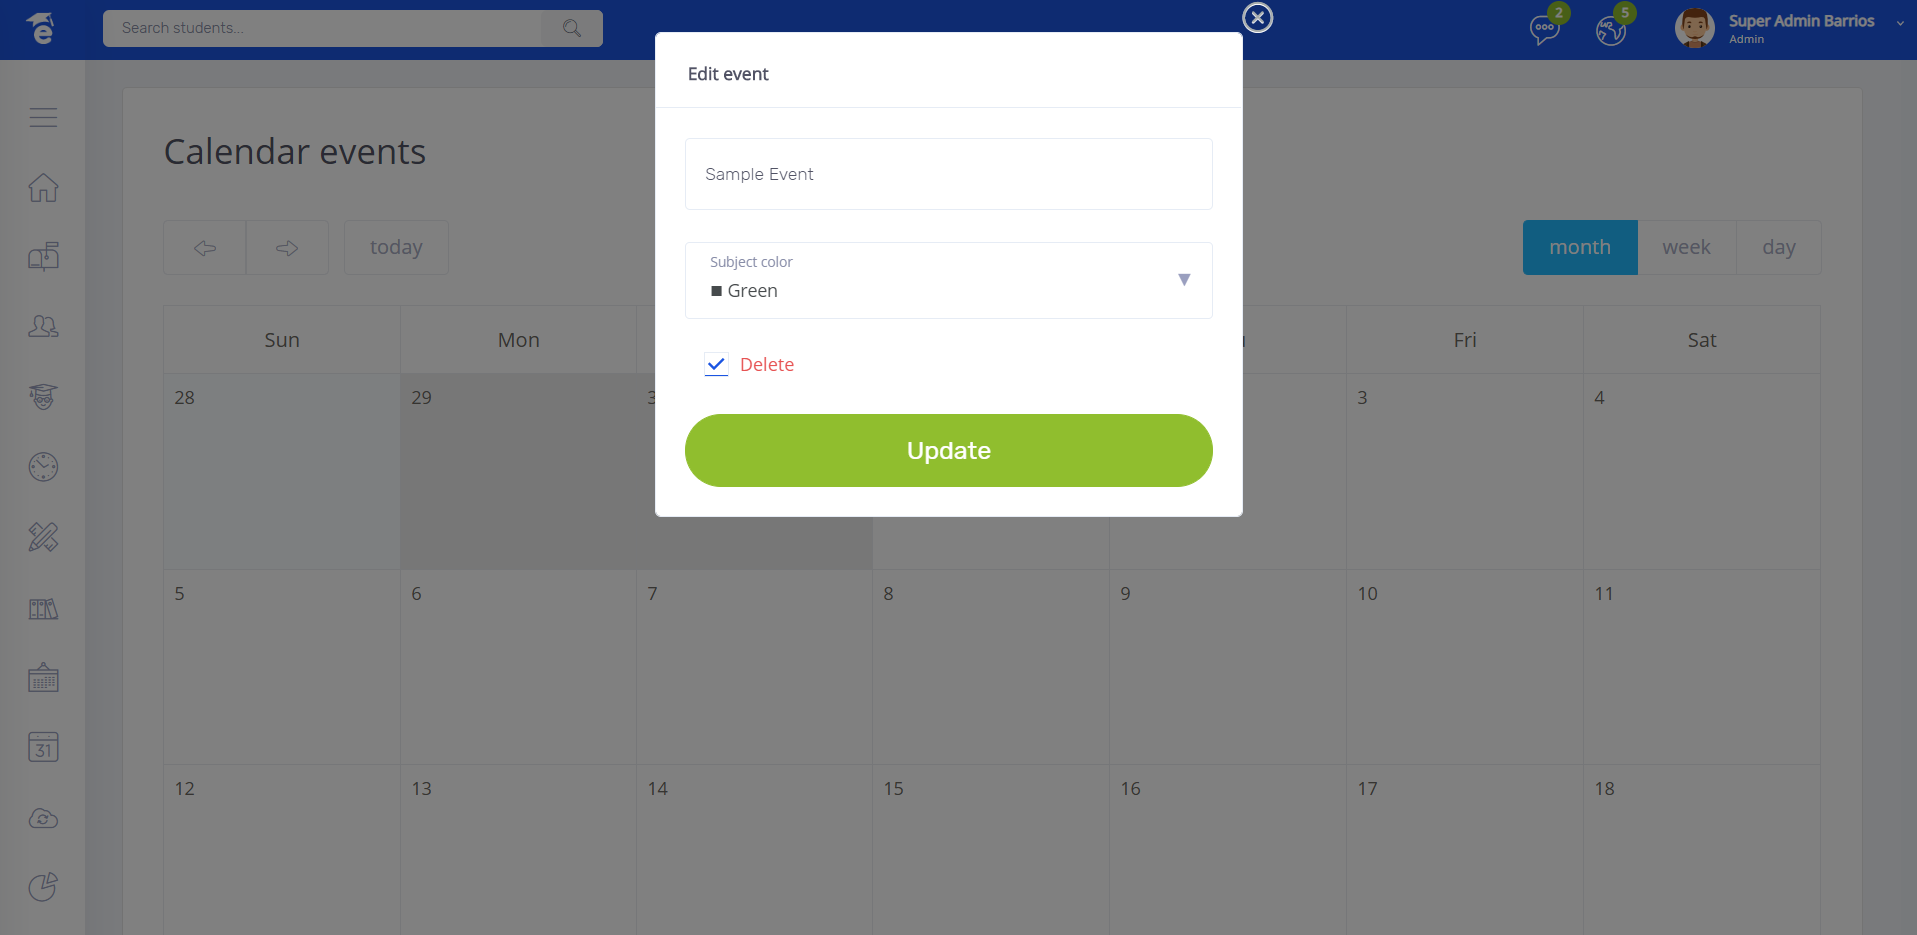 e
Search students...
2
5
Super Admin Barrios
Admin
Edit event
Calendar events
Sample Event
today
month
week
day
Subject color
■ Green
Sun
Mon
Fri
Sat
Delete
28
29
3
3
4
Update
5
6
7
8
9
10
11
31
12
13
14
15
16
17
18